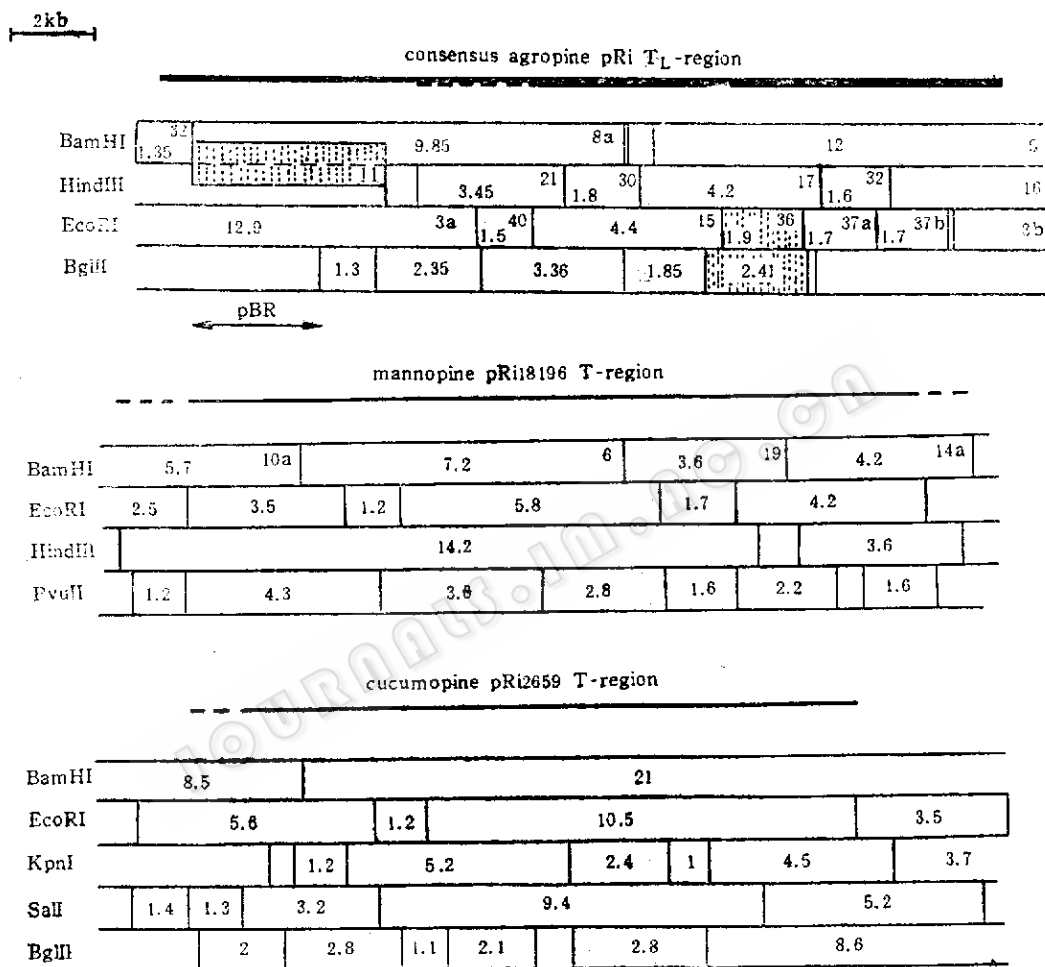 2kb
consensus agropine pRi TL-region
BamHI 1.35 32 9.85 8a 12
HindIII 11 3.45 21 1.8 30 4.2 17 1.6 32 16
EcoRI 12.9 3a 1.5 40 4.4 15 1.9 36 1.7 37a 1.7 37b 3b
BglII 1.3 2.35 3.36 1.85 2.41
pBR
mannopine pRi18196 T-region
BamHI 5.7 10a 7.2 6 3.6 19 4.2 14a
EcoRI 2.5 3.5 1.2 5.8 1.7 4.2
HindIII 14.2 3.6
PvuII 1.2 4.3 3.6 2.8 1.6 2.2 1.6
cucumopine pRi2659 T-region
BamHI 8.5 21
EcoRI 5.6 1.2 10.5 3.5
KpnI 1.2 5.2 2.4 1 4.5 3.7
SalI 1.4 1.3 3.2 9.4 5.2
BglII 2 2.8 1.1 2.1 2.8 8.6
JOURNALS.IM.AC.CN